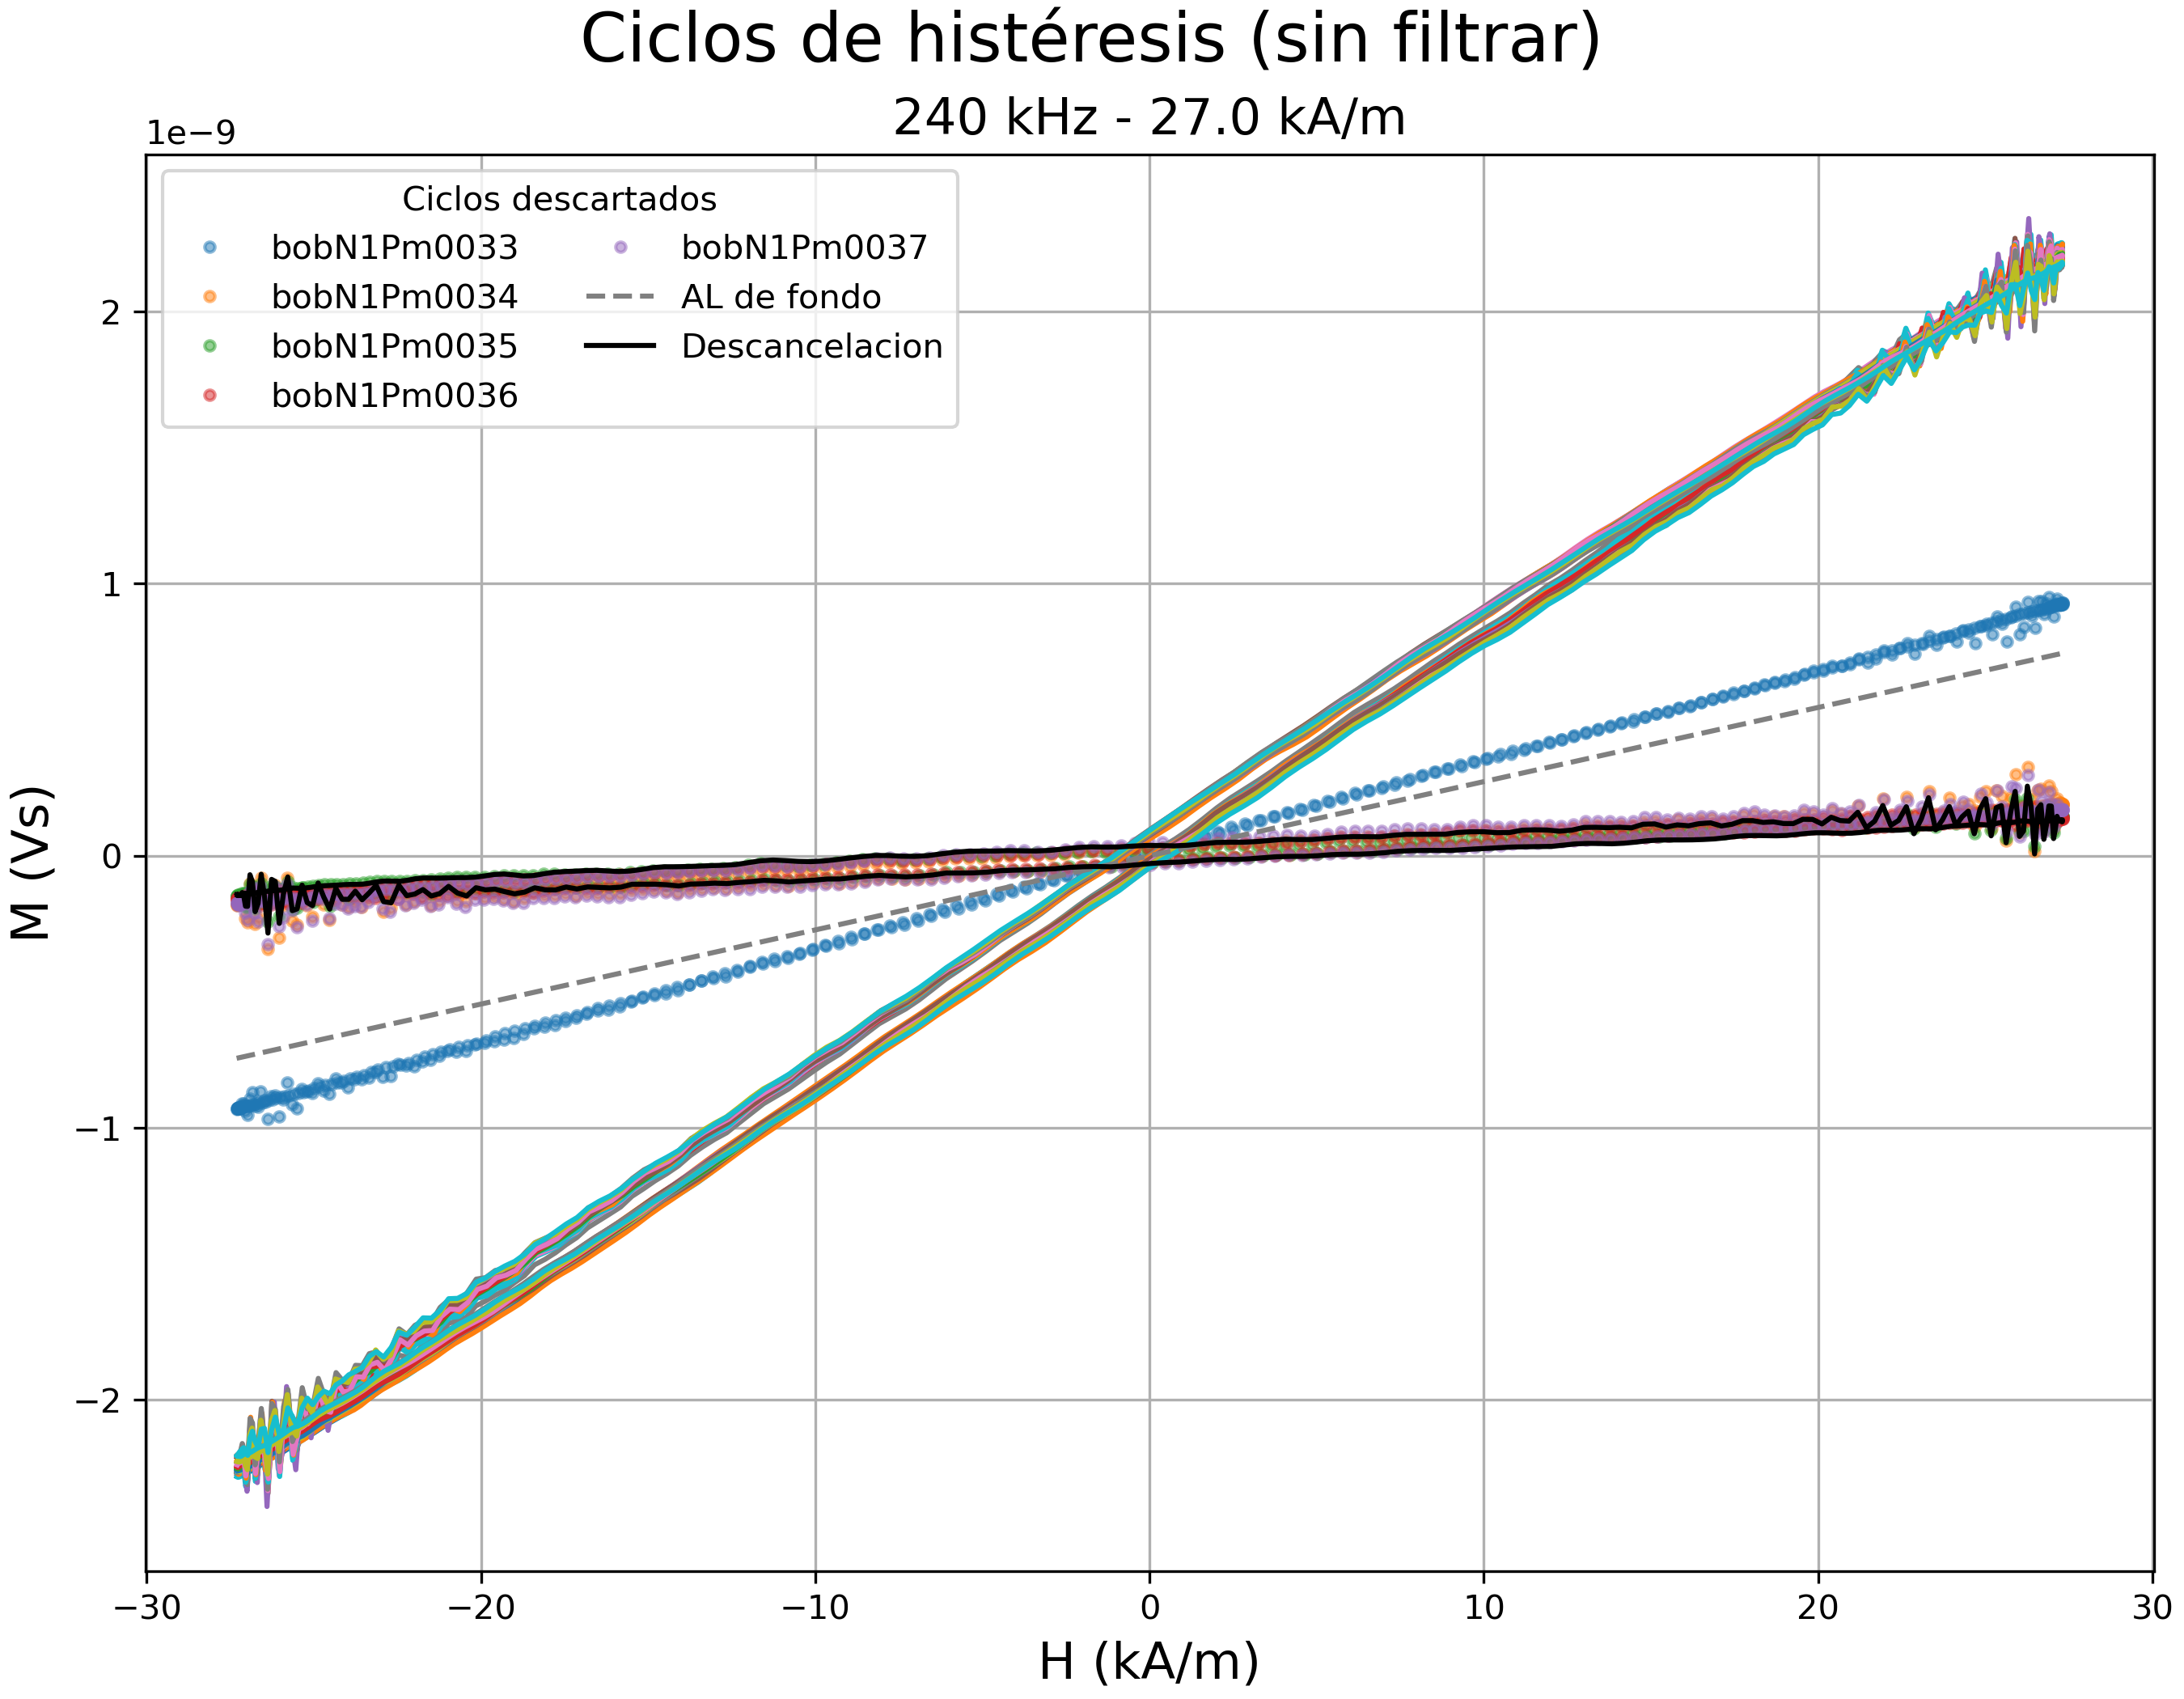 Ciclos de histéresis (sin filtrar)
240 kHz - 27.0 kA/m
1e−9
Ciclos descartados
bobN1Pm0033
bobN1Pm0034
bobN1Pm0035
bobN1Pm0036
bobN1Pm0037
AL de fondo
Descancelacion
2
1
0
−1
−2
M (Vs)
−30
−20
−10
0
10
20
30
H (kA/m)